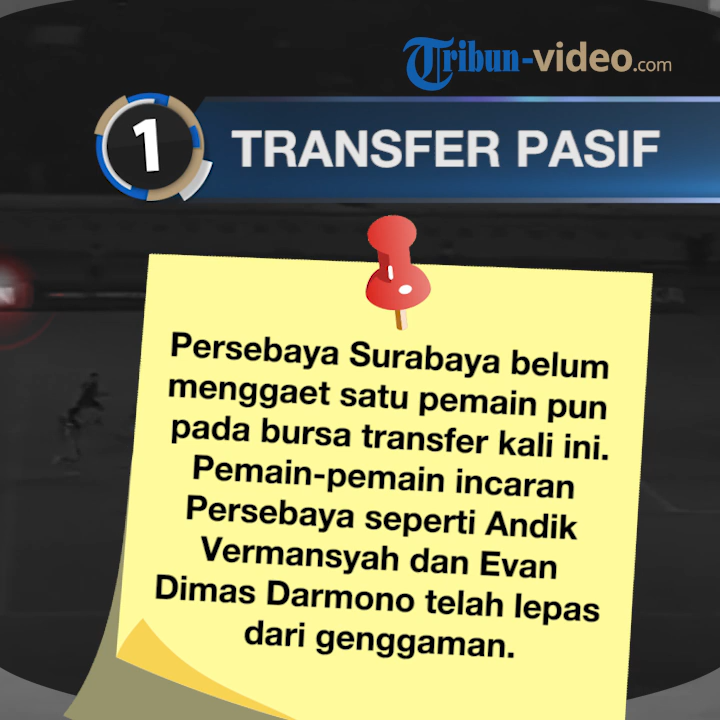 Tribun-video.com
1 TRANSFER PASIF
Persebaya Surabaya belum
menggaet satu pemain pun
pada bursa transfer kali ini.
Pemain-pemain incaran
Persebaya seperti Andik
Vermansyah dan Evan
Dimas Darmono telah lepas
dari genggaman.